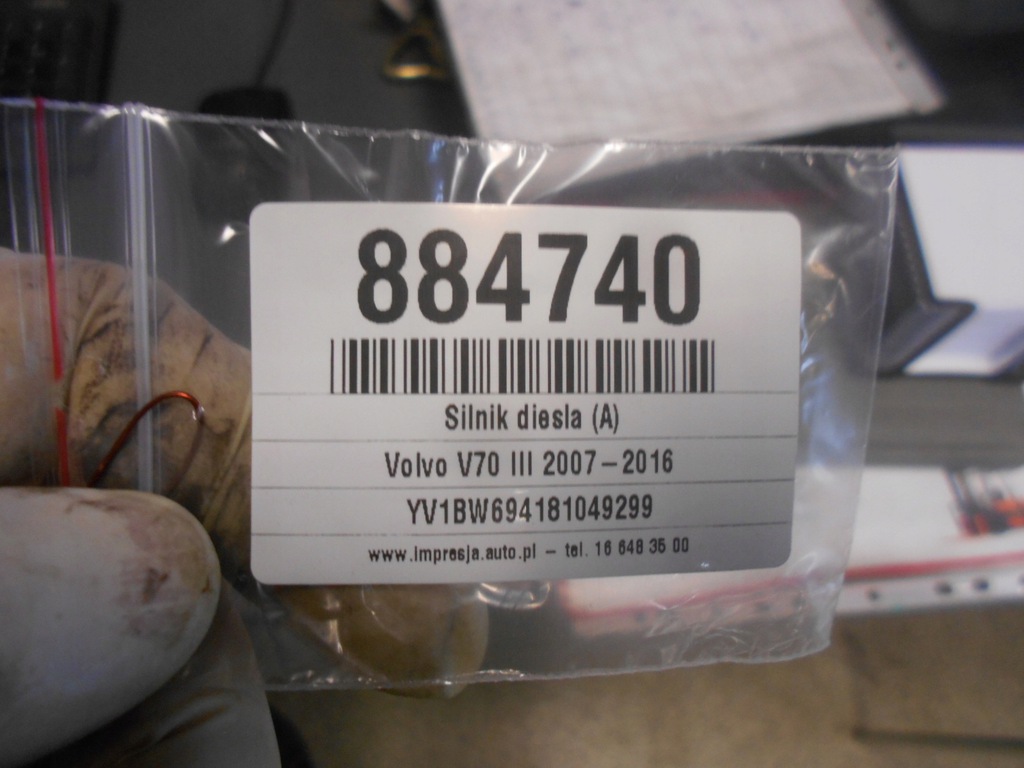 884740
Silnik diesla (A)
Volvo V70 III 2007–2016
YV1BW694181049299
www.impresja.auto.pl – tel. 16 648 35 00